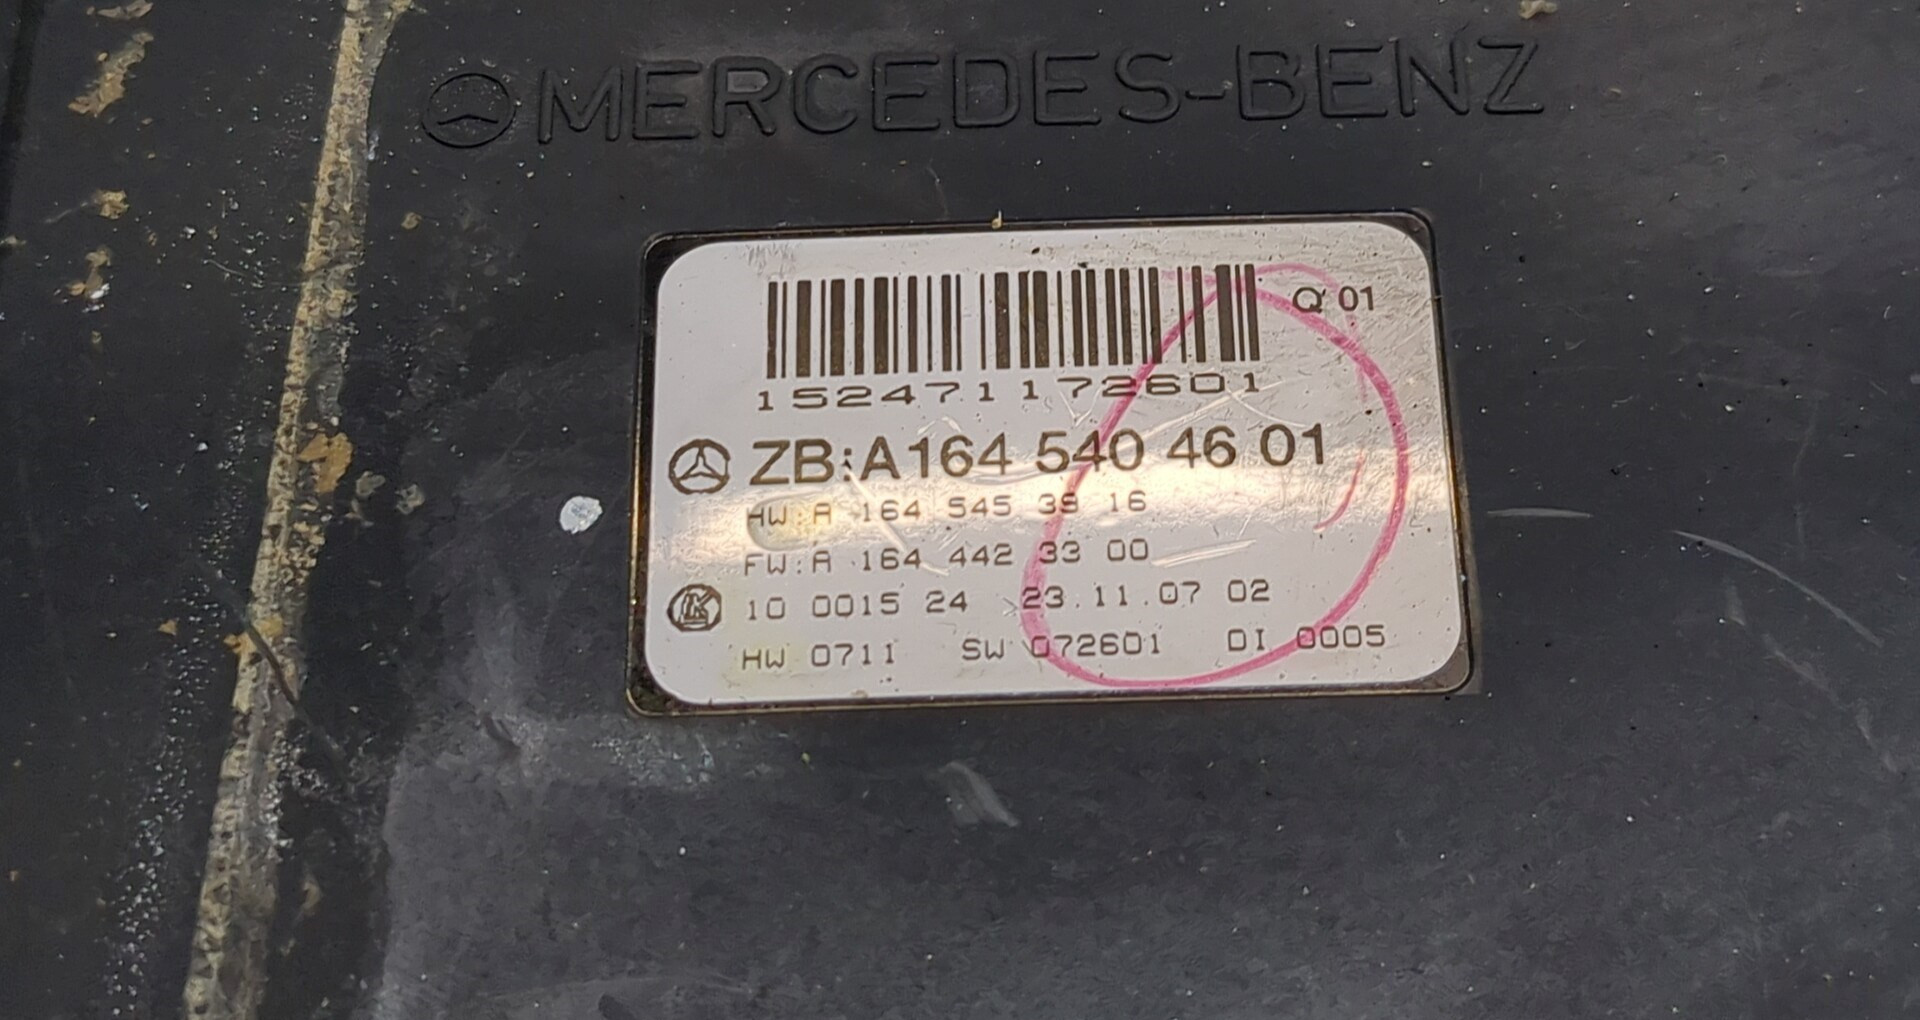 MERCEDES-BENZ
Q'01
152471172601
ZB:A164 540 46 01
HW:A 164 545 39 16
FW:A 164 442 33 00
10 0015 24 23.11.07 02
HW 0711 SW 072601 DI 0005